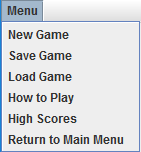 Menu
New Game
Save Game
Load Game
How to Play
High Scores
Return to Main Menu